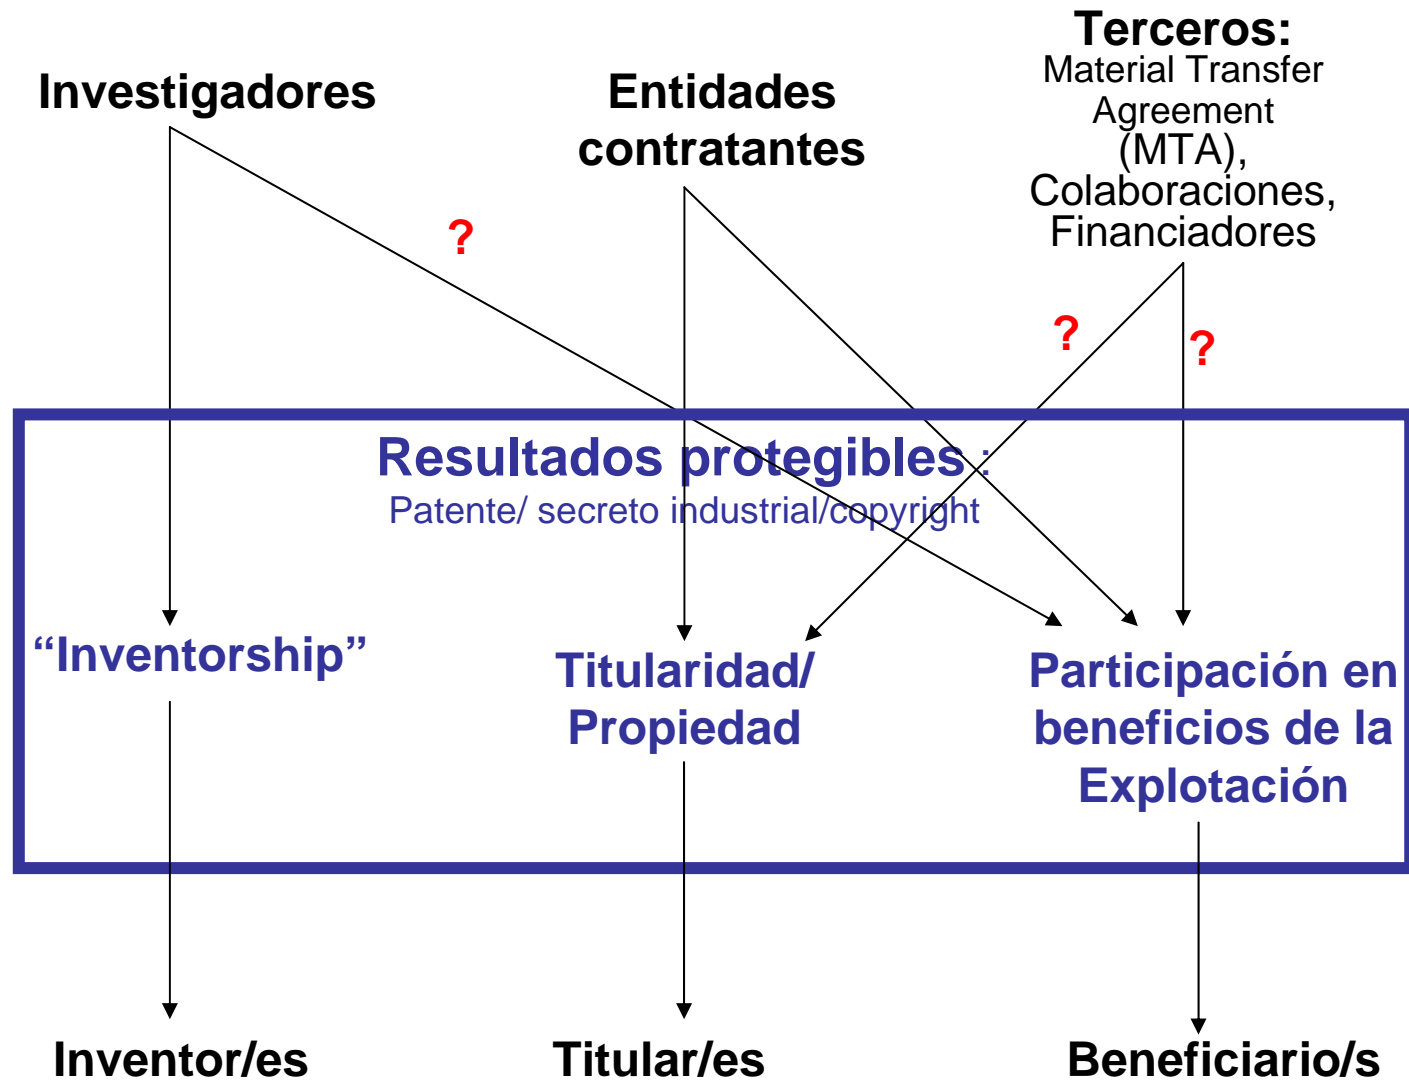 Investigadores
Entidades
contratantes
Terceros:
Material Transfer
Agreement
(MTA),
Colaboraciones,
Financiadores
?
?
?
Resultados protegibles :
Patente/ secreto industrial/copyright
“Inventorship”
Titularidad/
Propiedad
Participación en
beneficios de la
Explotación
Inventor/es
Titular/es
Beneficiario/s